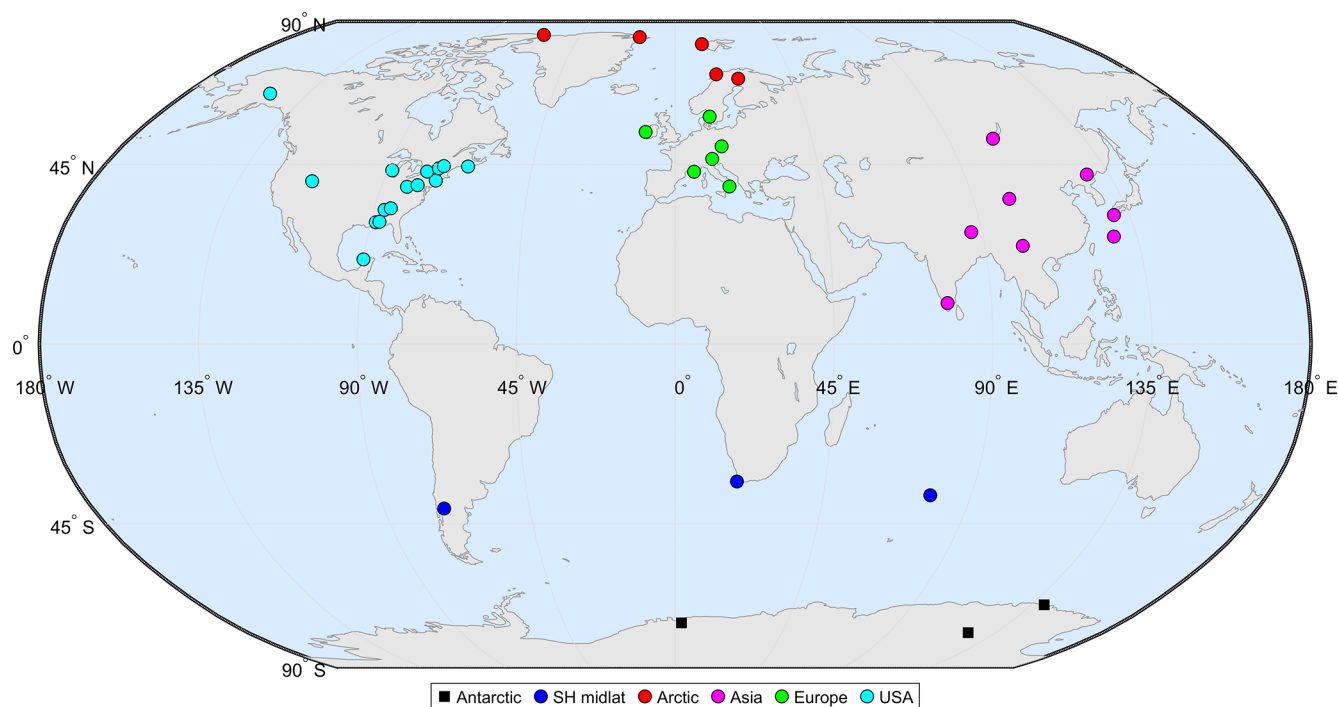 90° N
45° N
0°
180° W 135° W 90° W 45° W 0° 45° E 90° E 135° E 180° E
45° S
90° S
Antarctic SH midlat Arctic Asia Europe USA